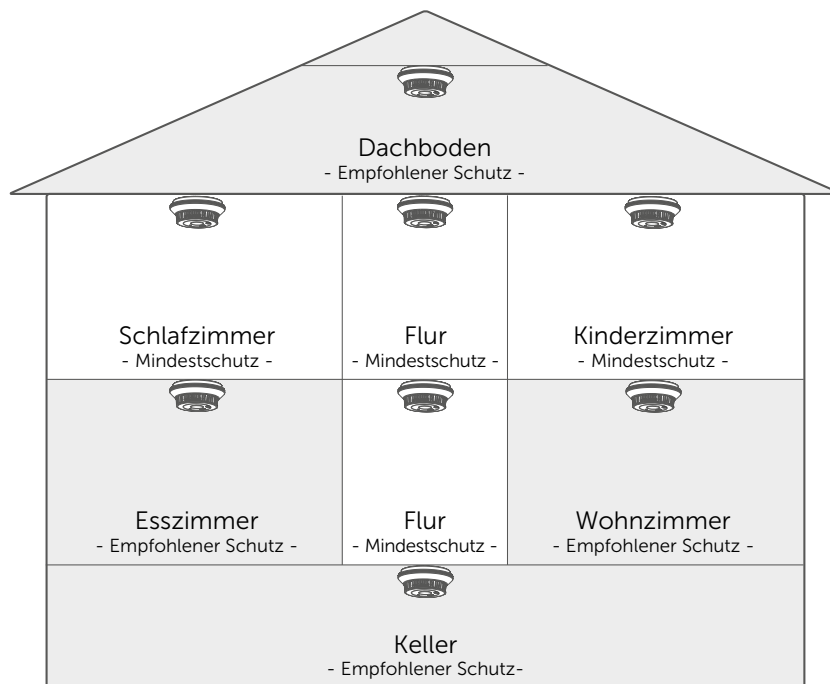 Dachboden
- Empfohlener Schutz -
Schlafzimmer
- Mindestschutz -
Flur
- Mindestschutz -
Kinderzimmer
- Mindestschutz -
Esszimmer
- Empfohlener Schutz -
Flur
- Mindestschutz -
Wohnzimmer
- Empfohlener Schutz -
Keller
- Empfohlener Schutz-